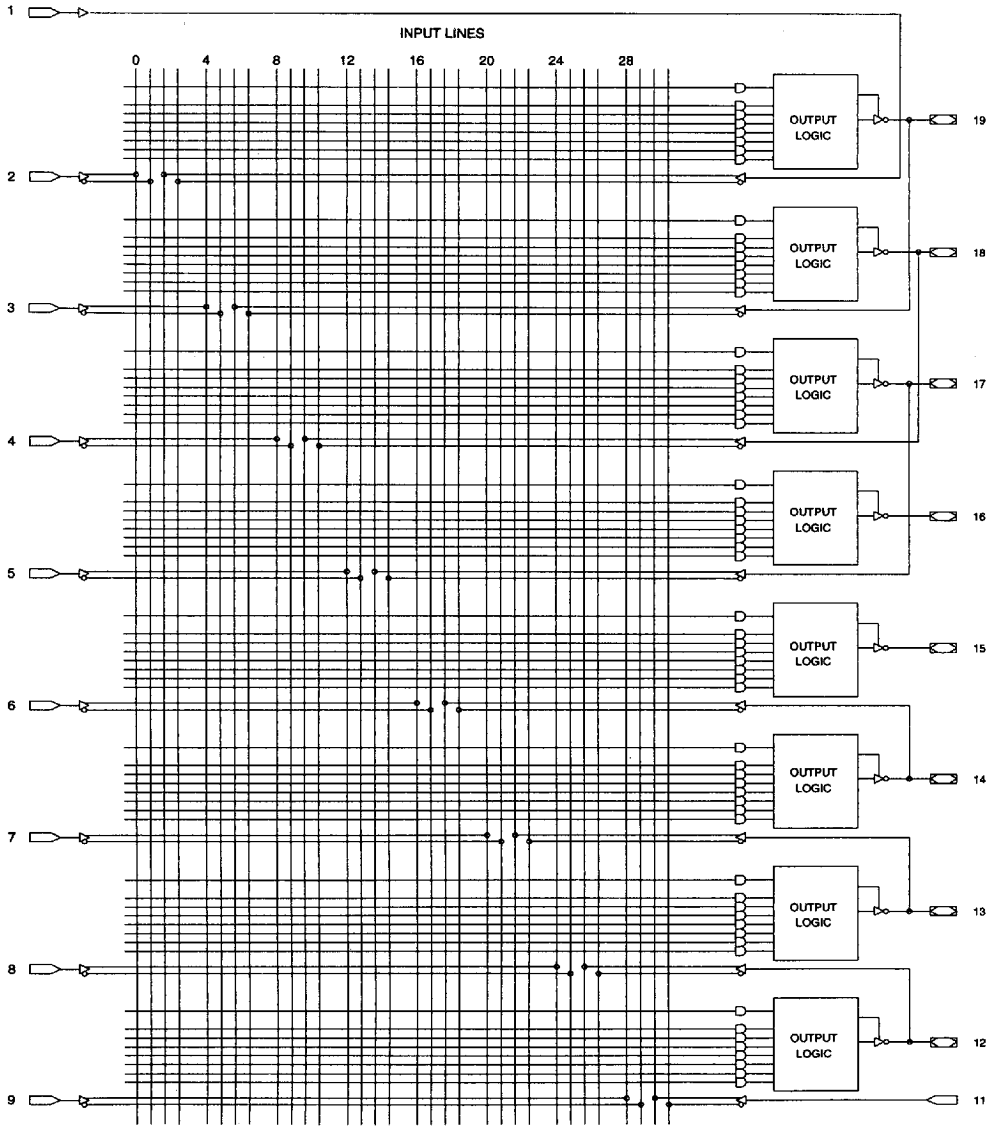 1
INPUT LINES
0 4 8 12 16 20 24 28
OUTPUT
LOGIC
19
2
OUTPUT
LOGIC
18
3
OUTPUT
LOGIC
17
4
OUTPUT
LOGIC
16
5
OUTPUT
LOGIC
15
6
OUTPUT
LOGIC
14
7
OUTPUT
LOGIC
13
8
OUTPUT
LOGIC
12
9
11